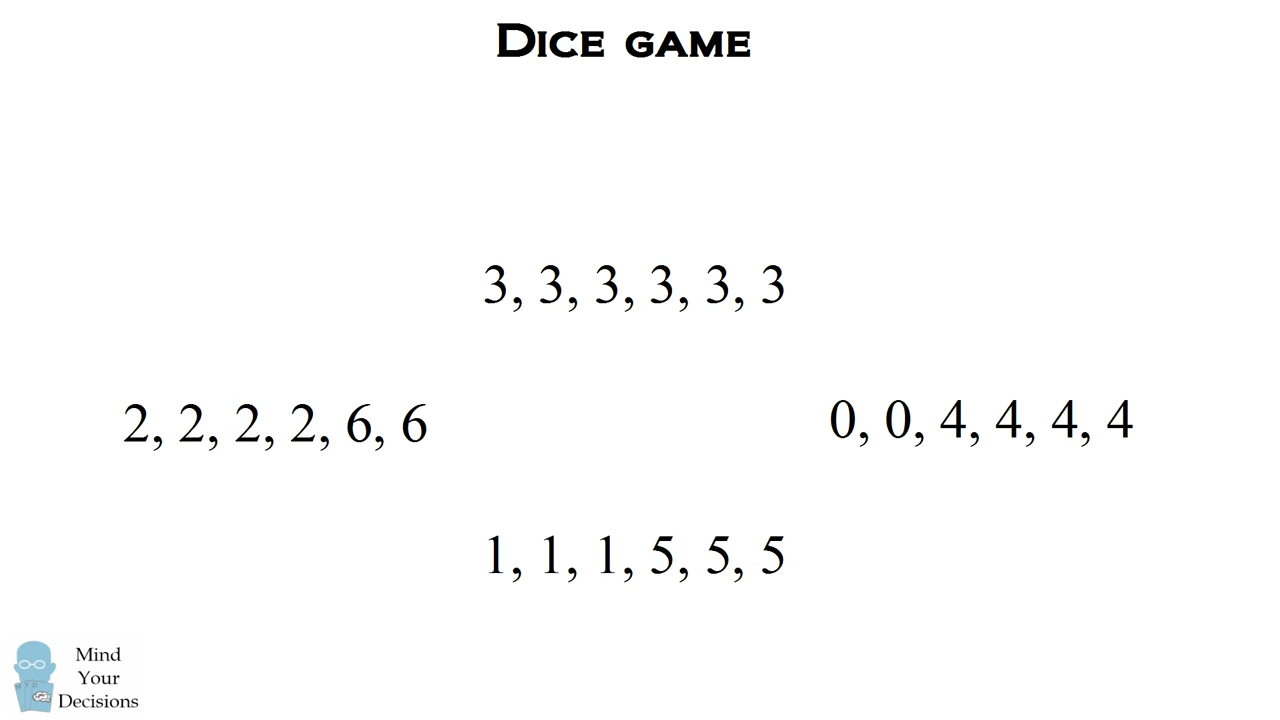 DICE GAME
3, 3, 3, 3, 3, 3
2, 2, 2, 2, 6, 6
0, 0, 4, 4, 4, 4
1, 1, 1, 5, 5, 5
Mind
Your
Decisions